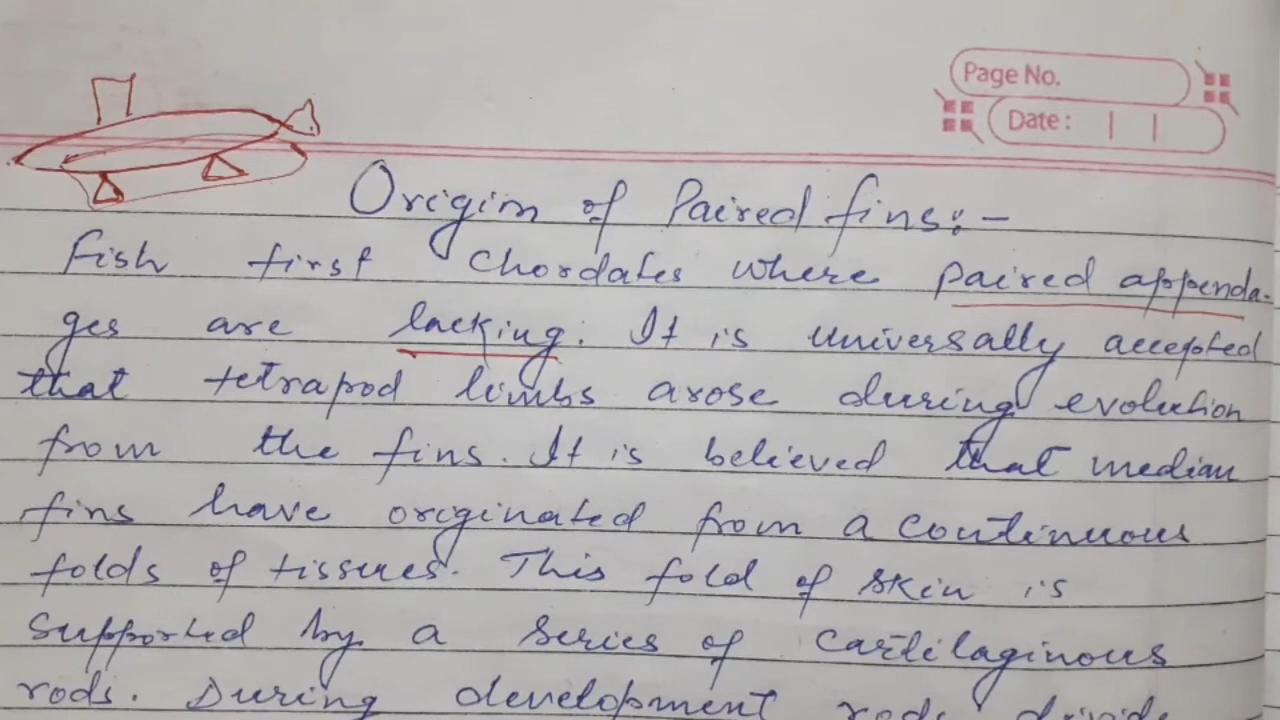 Page No.
Date :
Origin of Paired fins:-
Fish first chordates where paired appenda-
ges are lacking. It is universally accepted
that tetrapod limbs arose during evolution
from the fins. It is believed that median
fins have originated from a continuous
folds of tissues. This fold of skin is
supported by a series of cartilaginous
rods. During development rods divide